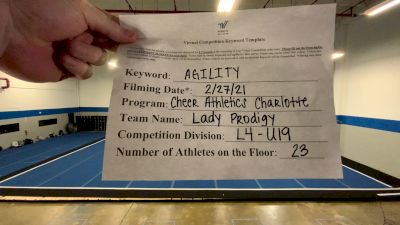 Virtual Competition Keyword Template
Keyword: AGILITY
Filming Date*: 2/27/21
Program: Cheer Athletics Charlotte
Team Name: Lady Prodigy
Competition Division: L4-U19
Number of Athletes on the Floor: 23